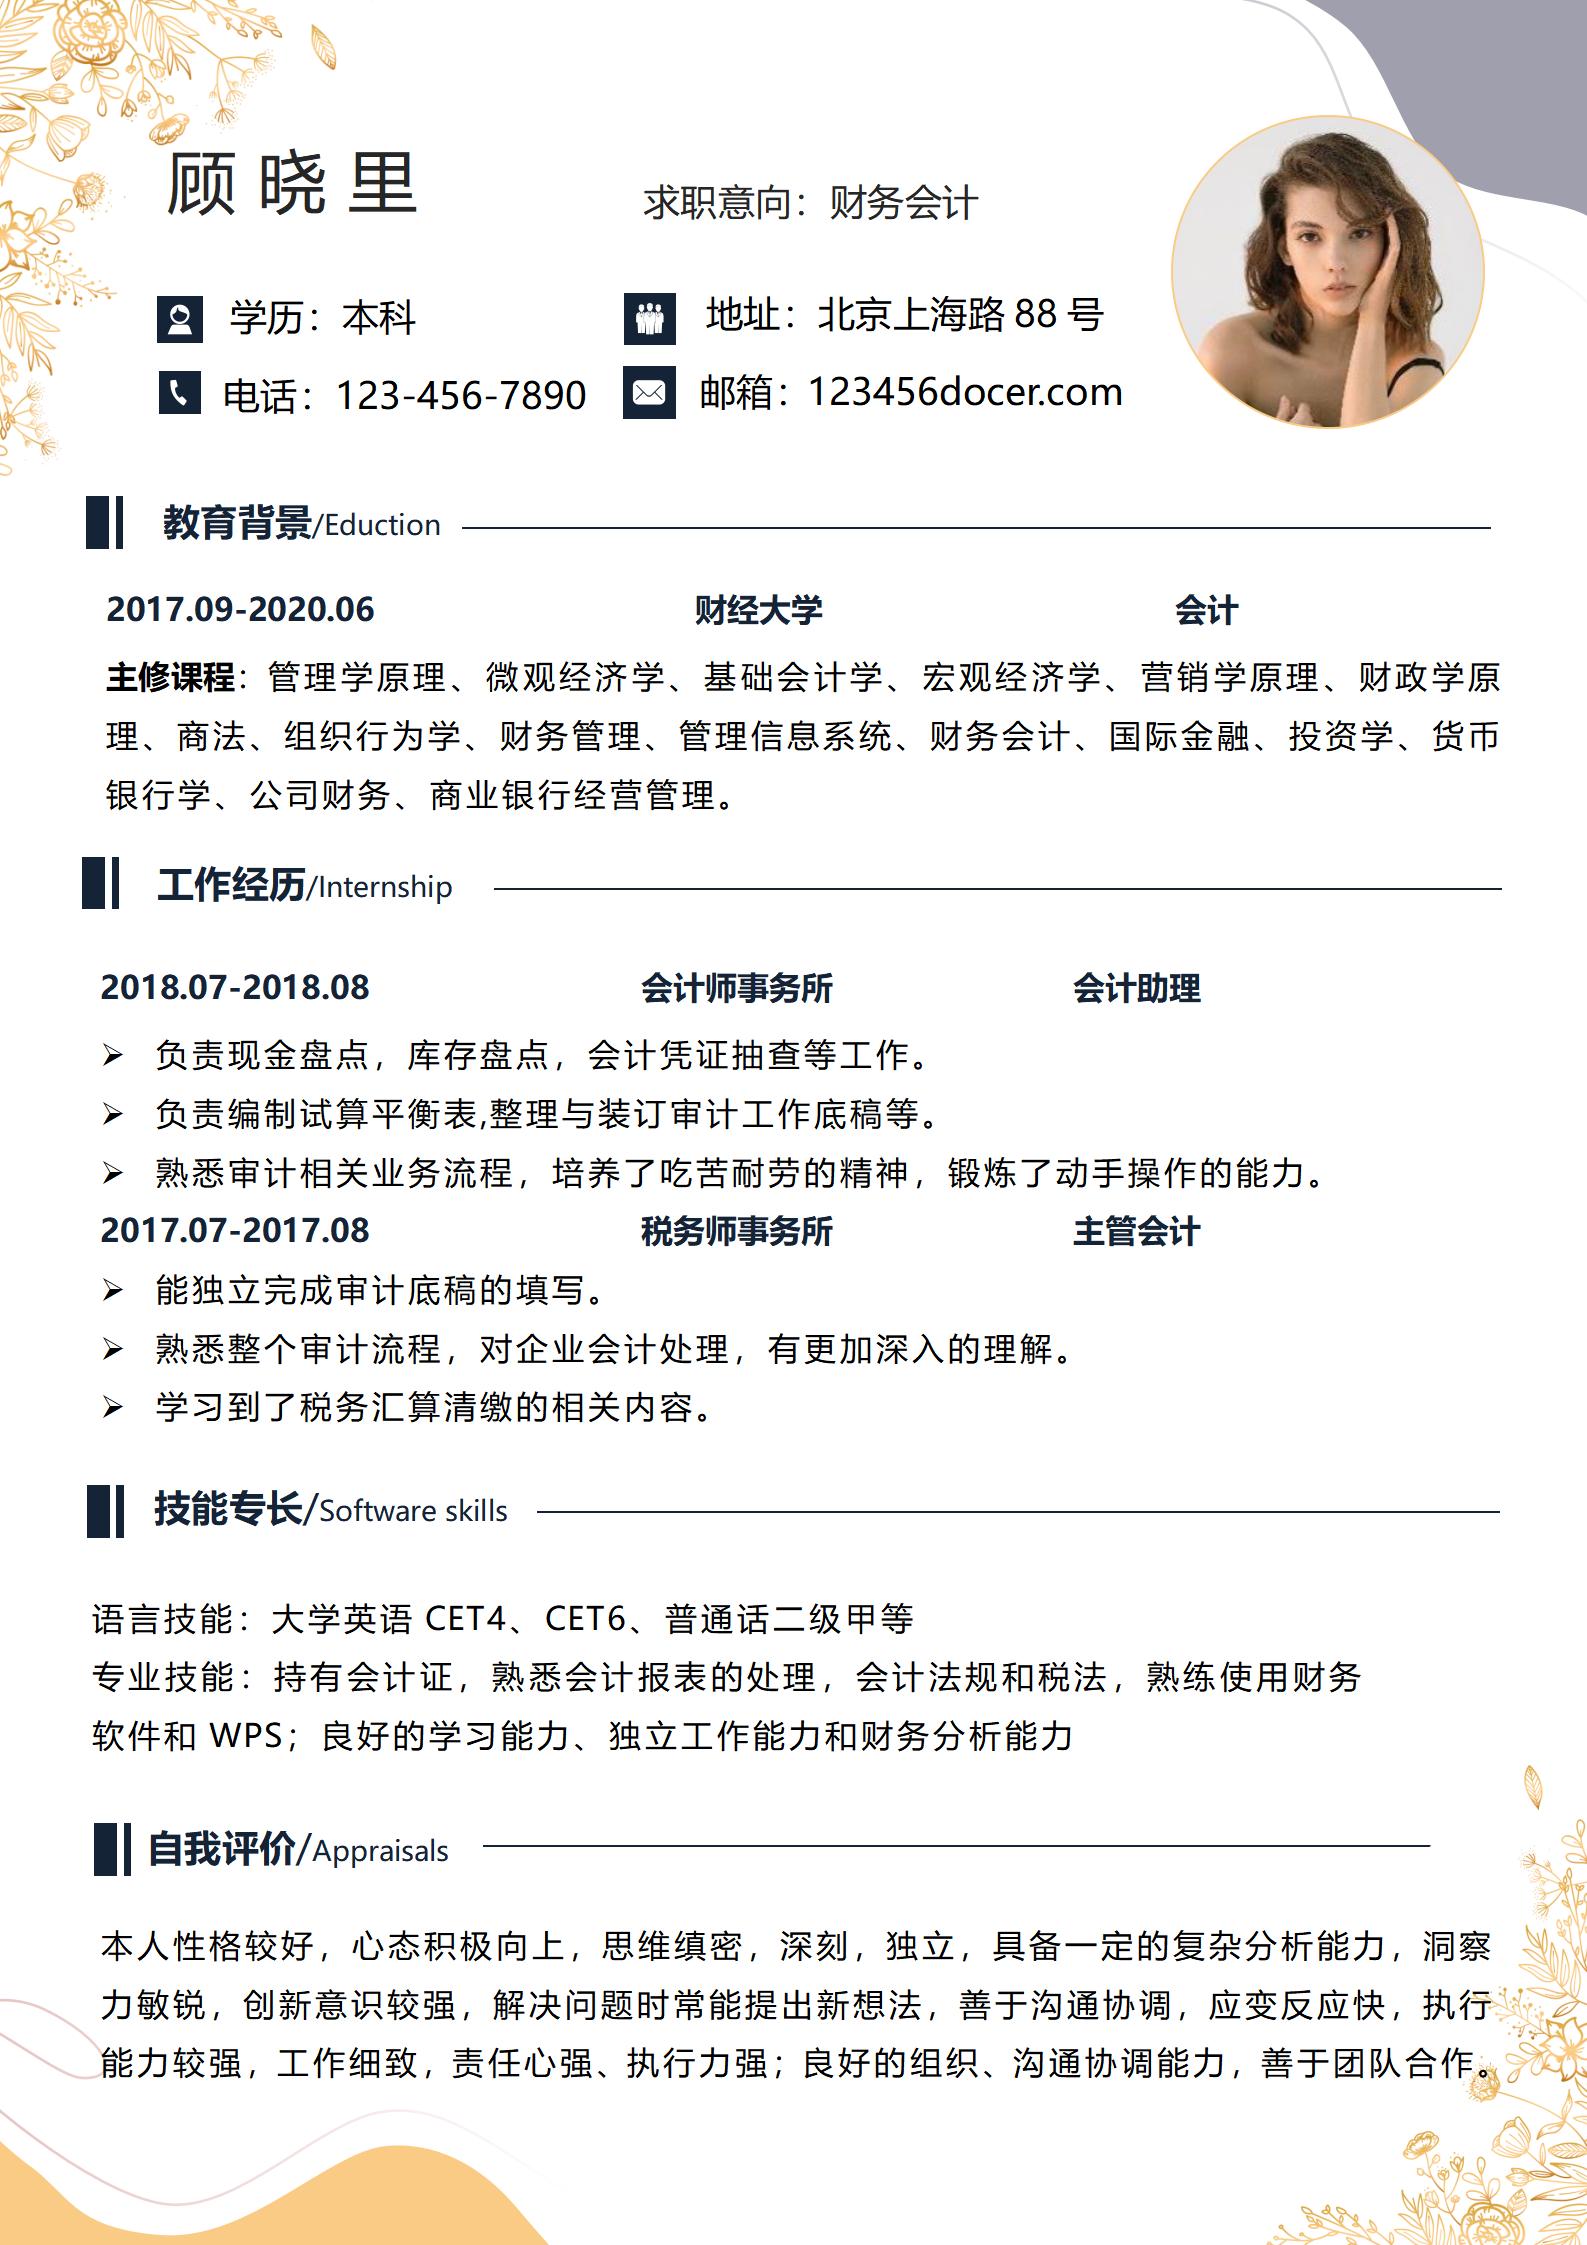 顾晓里
求职意向：财务会计
学历：本科
地址：北京上海路 88 号
电话：123-456-7890
邮箱：123456docer.com
教育背景/Eduction
2017.09-2020.06 财经大学 会计
主修课程：管理学原理、微观经济学、基础会计学、宏观经济学、营销学原理、财政学原
理、商法、组织行为学、财务管理、管理信息系统、财务会计、国际金融、投资学、货币
银行学、公司财务、商业银行经营管理。
工作经历/Internship
2018.07-2018.08 会计师事务所 会计助理
➢ 负责现金盘点，库存盘点，会计凭证抽查等工作。
➢ 负责编制试算平衡表,整理与装订审计工作底稿等。
➢ 熟悉审计相关业务流程，培养了吃苦耐劳的精神，锻炼了动手操作的能力。
2017.07-2017.08 税务师事务所 主管会计
➢ 能独立完成审计底稿的填写。
➢ 熟悉整个审计流程，对企业会计处理，有更加深入的理解。
➢ 学习到了税务汇算清缴的相关内容。
技能专长/Software skills
语言技能：大学英语 CET4、CET6、普通话二级甲等
专业技能：持有会计证，熟悉会计报表的处理，会计法规和税法，熟练使用财务
软件和 WPS；良好的学习能力、独立工作能力和财务分析能力
自我评价/Appraisals
本人性格较好，心态积极向上，思维缜密，深刻，独立，具备一定的复杂分析能力，洞察
力敏锐，创新意识较强，解决问题时常能提出新想法，善于沟通协调，应变反应快，执行
能力较强，工作细致，责任心强、执行力强；良好的组织、沟通协调能力，善于团队合作。